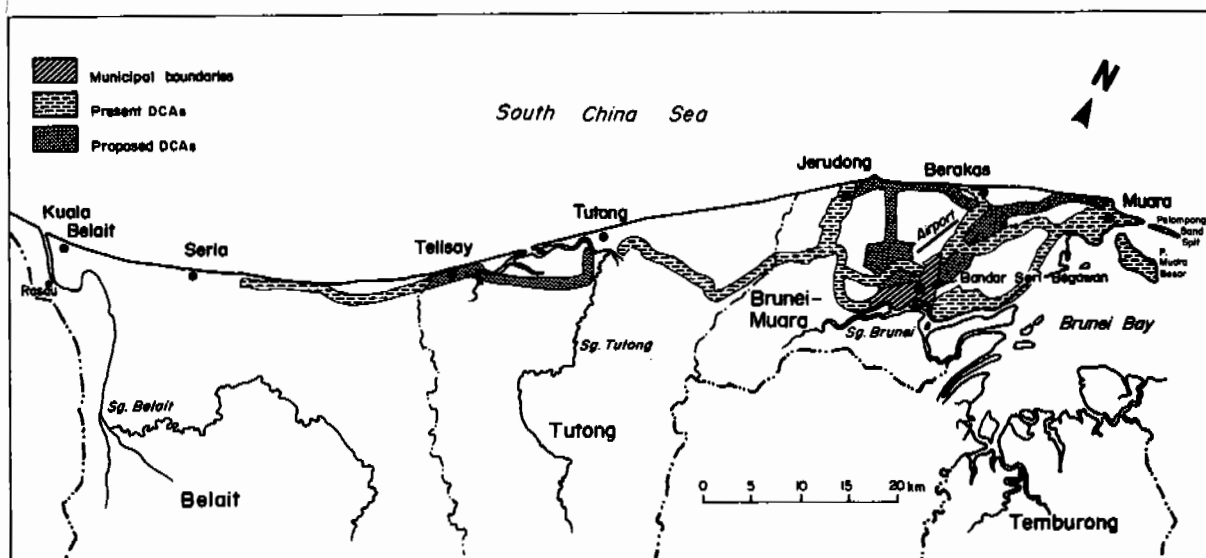 Municipal boundaries
Present DCAs
Proposed DCAs
South China Sea
N
Jerudong
Berakas
Muara
Pelompong
Sand
Spit
P.
Muara
Besar
Airport
Bandar Seri Begawan
Brunei Bay
Brunei-
Muara
Sg. Brunei
Kuala
Belait
Rasau
Seria
Telisay
Tutong
Sg. Tutong
Sg. Belait
Belait
Tutong
0 5 10 15 20 km
Temburong